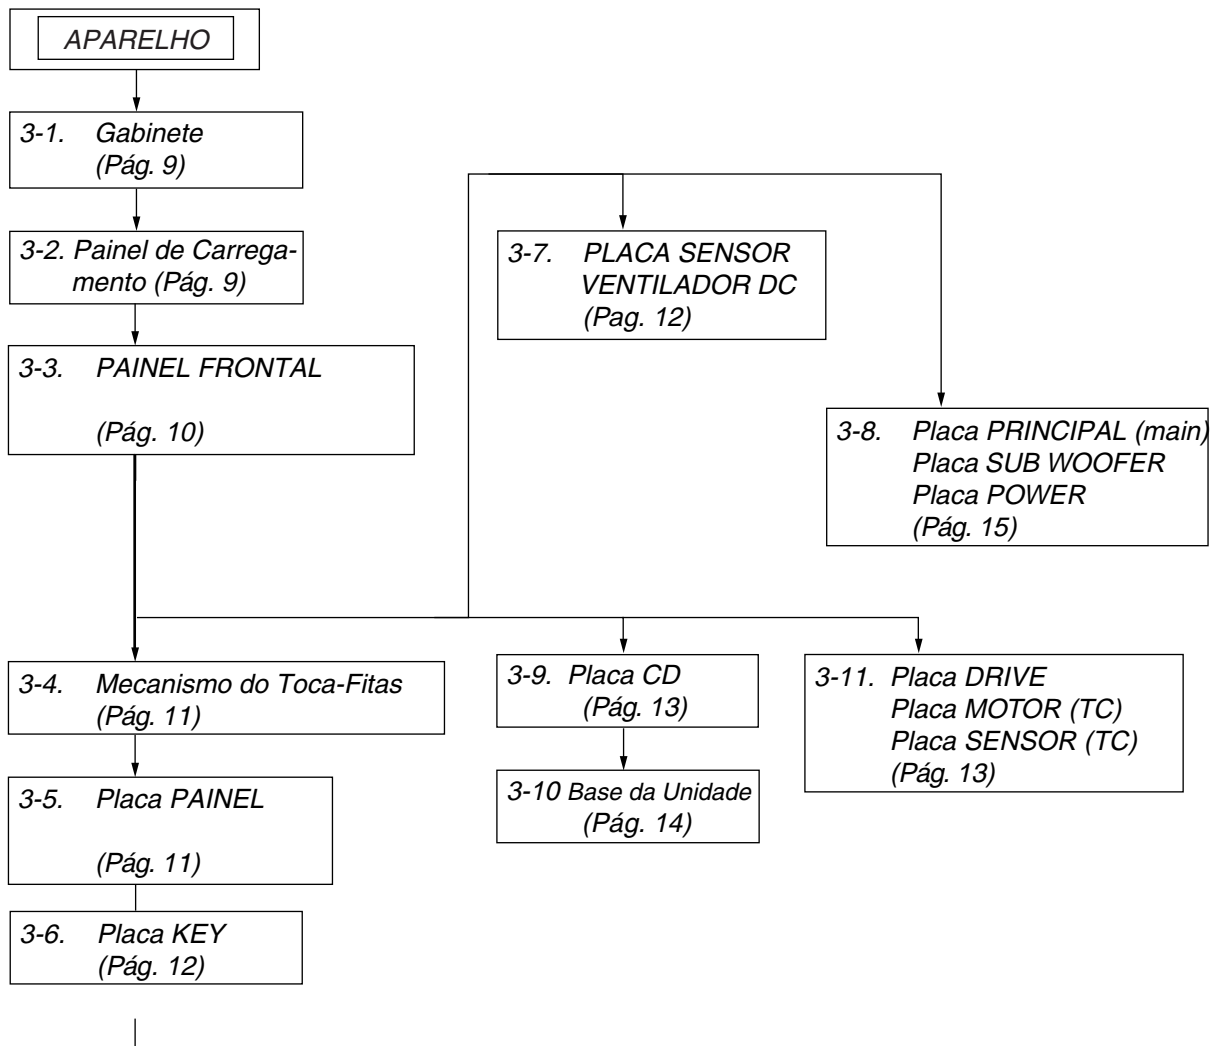 APARELHO
3-1. Gabinete
(Pág. 9)
3-2. Painel de Carrega-
mento (Pág. 9)
3-3. PAINEL FRONTAL
(Pág. 10)
3-7. PLACA SENSOR
VENTILADOR DC
(Pag. 12)
3-8. Placa PRINCIPAL (main)
Placa SUB WOOFER
Placa POWER
(Pág. 15)
3-4. Mecanismo do Toca-Fitas
(Pág. 11)
3-5. Placa PAINEL
(Pág. 11)
3-6. Placa KEY
(Pág. 12)
3-9. Placa CD
(Pág. 13)
3-10 Base da Unidade
(Pág. 14)
3-11. Placa DRIVE
Placa MOTOR (TC)
Placa SENSOR (TC)
(Pág. 13)